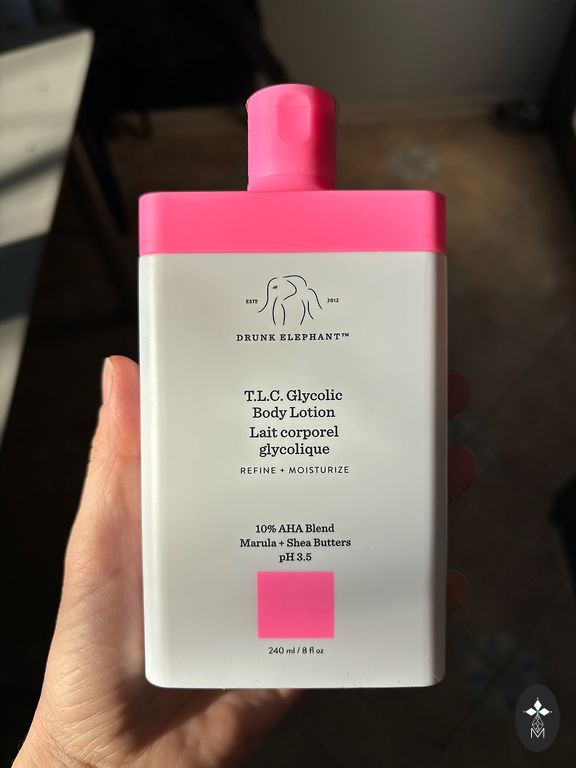 ESTD 2012
DRUNK ELEPHANT™
T.L.C. Glycolic
Body Lotion
Lait corporel
glycolique
REFINE + MOISTURIZE
10% AHA Blend
Marula + Shea Butters
pH 3.5
240 ml / 8 fl oz